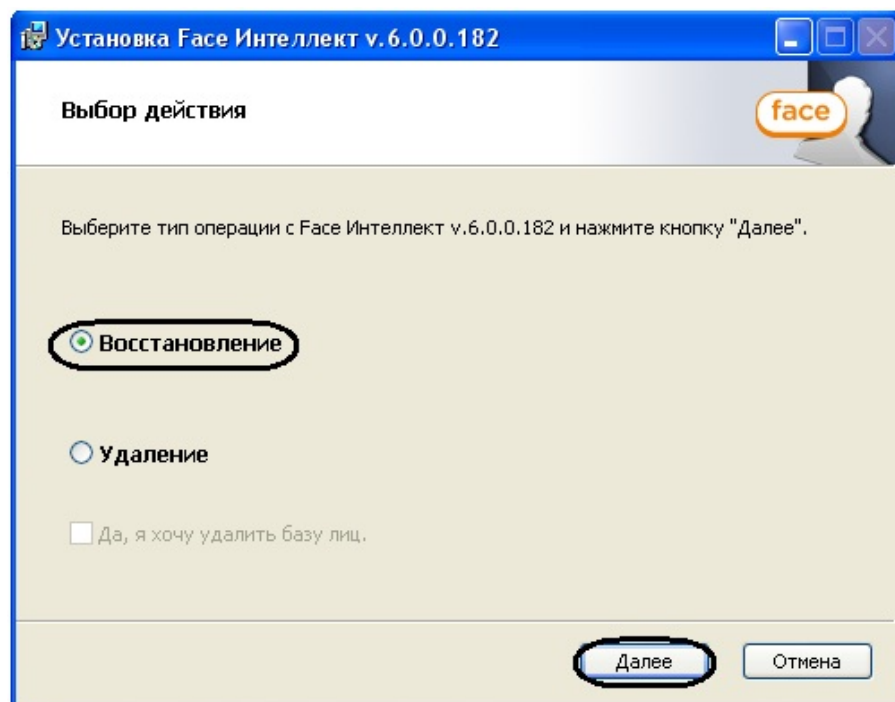 Установка Face Интеллект v.6.0.0.182
Выбор действия
face
Выберите тип операции с Face Интеллект v.6.0.0.182 и нажмите кнопку "Далее".
Восстановление
Удаление
Да, я хочу удалить базу лиц.
Далее
Отмена